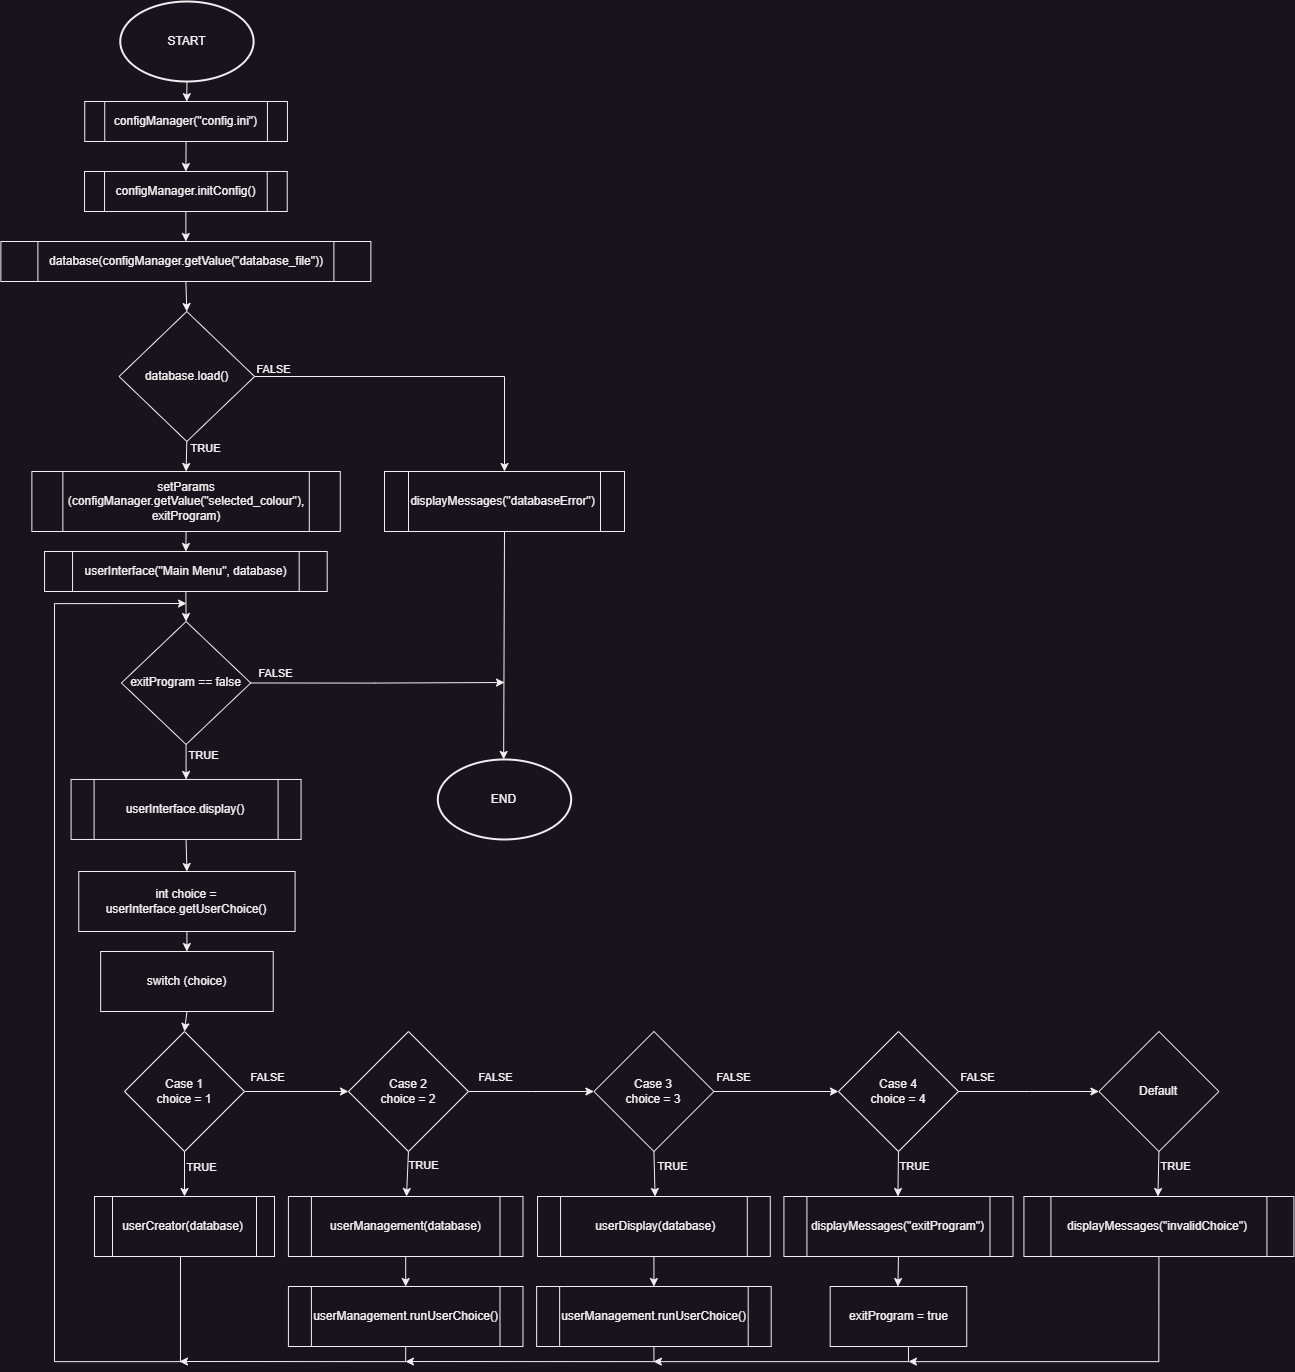 START
configManager("config.ini")
configManager.initConfig()
database(configManager.getValue("database_file"))
database.load()
FALSE
TRUE
setParams
(configManager.getValue("selected_colour"),
exitProgram)
displayMessages("databaseError")
userInterface("Main Menu", database)
exitProgram == false
FALSE
TRUE
userInterface.display()
END
int choice =
userInterface.getUserChoice()
switch (choice)
Case 1
choice = 1
FALSE
Case 2
choice = 2
FALSE
Case 3
choice = 3
FALSE
Case 4
choice = 4
FALSE
Default
TRUE
TRUE
TRUE
TRUE
TRUE
userCreator(database)
userManagement(database)
userDisplay(database)
displayMessages("exitProgram")
displayMessages("invalidChoice")
userManagement.runUserChoice()
userManagement.runUserChoice()
exitProgram = true